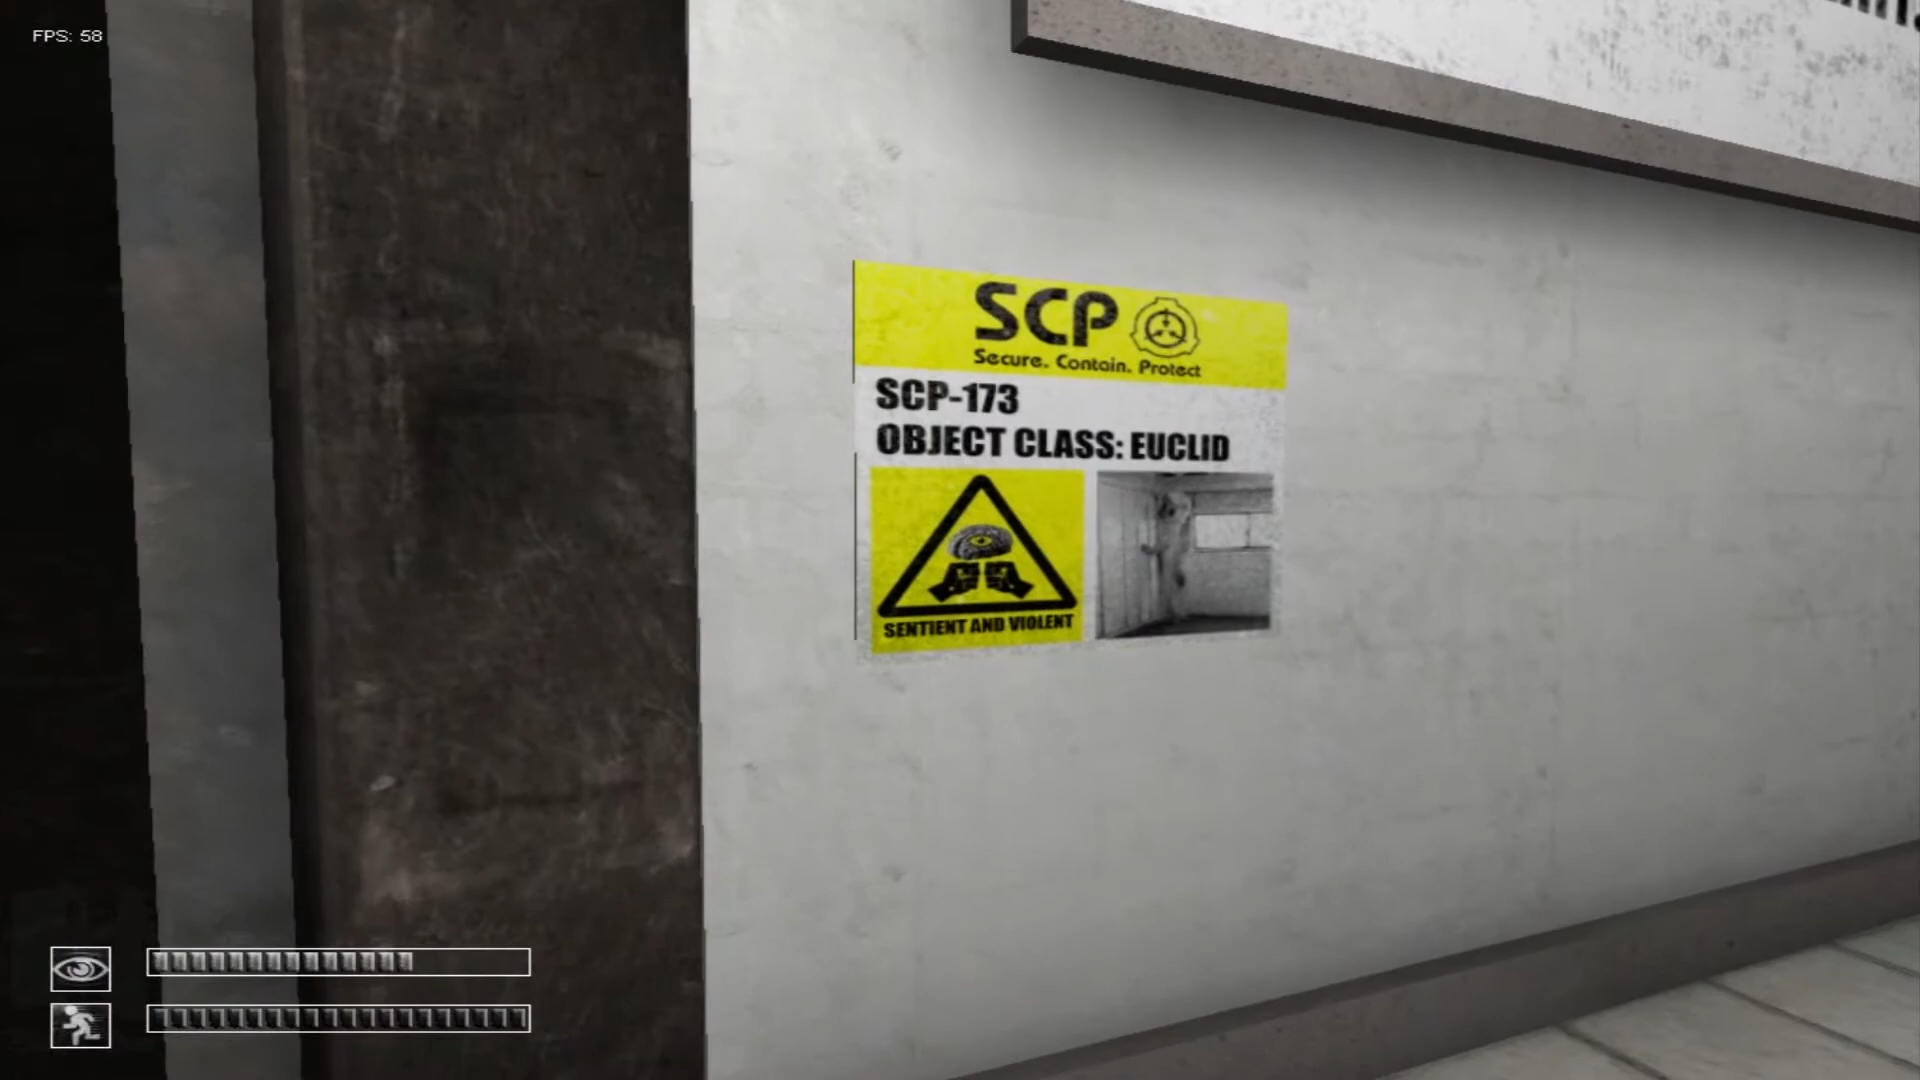 FPS: 58
SCP
Secure. Contain. Protect
SCP-173
OBJECT CLASS: EUCLID
SENTIENT AND VIOLENT